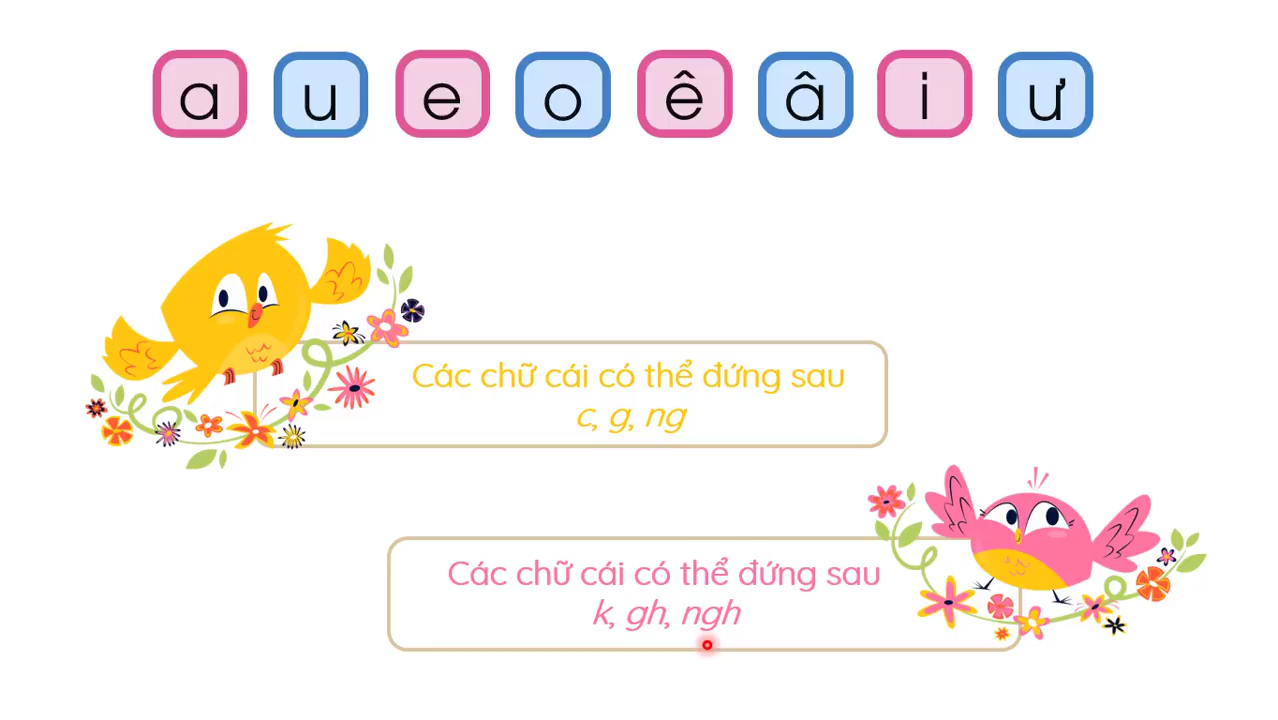 a u e o ê â i ư
Các chữ cái có thể đứng sau
c, g, ng
Các chữ cái có thể đứng sau
k, gh, ngh